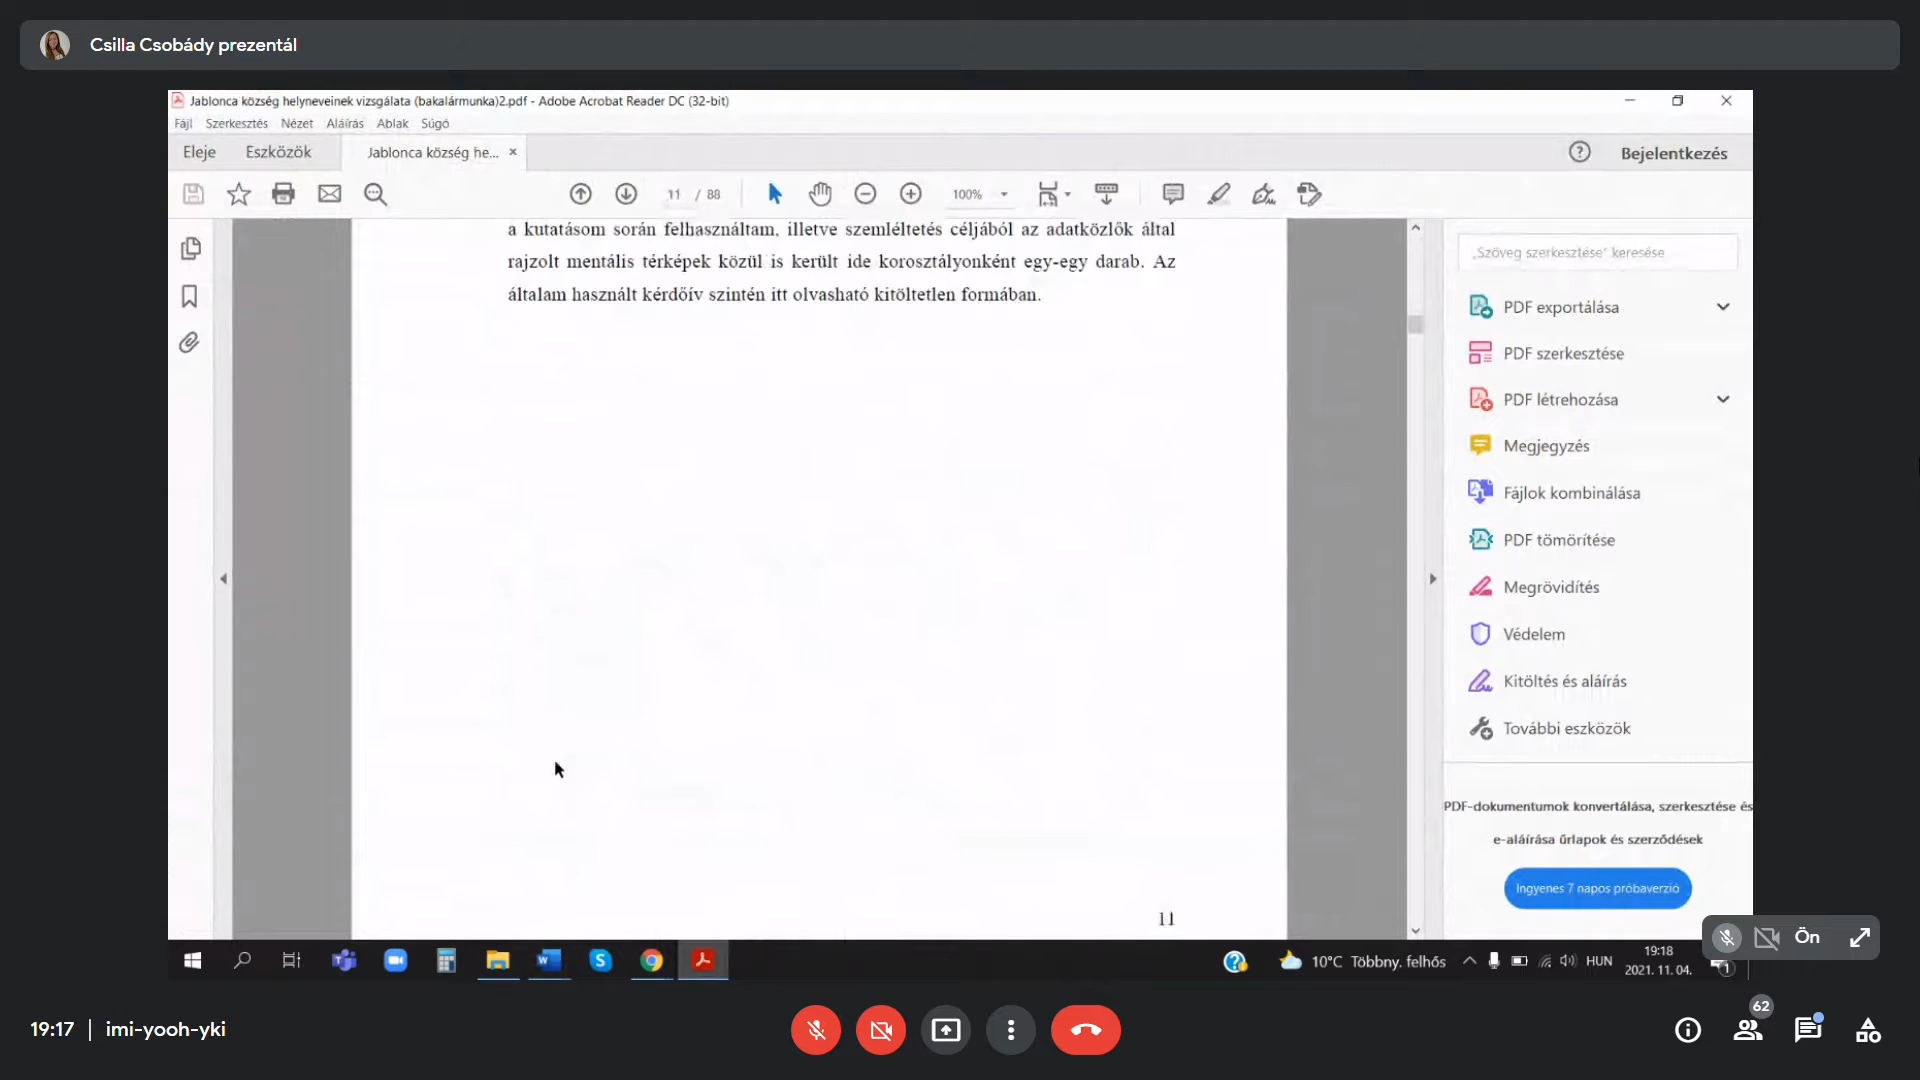 Csilla Csobády prezentál
Jablonca község helyneveinek vizsgálata (bakalármunka)2.pdf - Adobe Acrobat Reader DC (32-bit)
Fájl Szerkesztés Nézet Aláírás Ablak Súgó
Eleje Eszközök Jablonca község he... × Bejelentkezés
11 / 88 100%
a kutatásom során felhasználtam, illetve szemléltetés céljából az adatközlők által
rajzolt mentális térképek közül is került ide korosztályonként egy-egy darab. Az
általam használt kérdőív szintén itt olvasható kitöltetlen formában.
11
„Szöveg szerkesztése" keresése
PDF exportálása
PDF szerkesztése
PDF létrehozása
Megjegyzés
Fájlok kombinálása
PDF tömörítése
Megrövidítés
Védelem
Kitöltés és aláírás
További eszközök
PDF-dokumentumok konvertálása, szerkesztése és
e-aláírása űrlapok és szerződések
Ingyenes 7 napos próbaverzió
Ön
10°C Többny. felhős HUN 19:18
2021. 11. 04. 1
19:17 | imi-yooh-yki
62